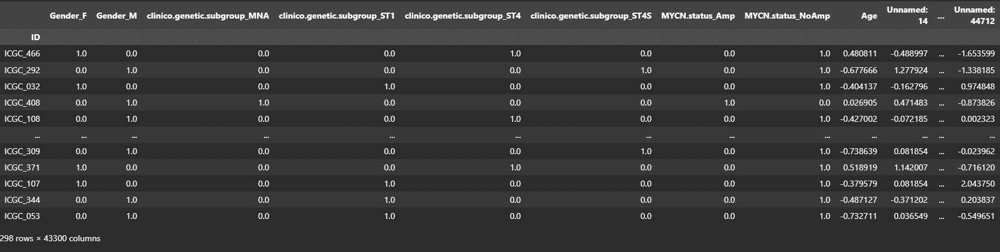 Gender_F Gender_M clinico.genetic.subgroup_MNA clinico.genetic.subgroup_ST1 clinico.genetic.subgroup_ST4 clinico.genetic.subgroup_ST4S MYCN.status_Amp MYCN.status_NoAmp Age Unnamed: 14 ... Unnamed: 44712
ID
ICGC_466 1.0 0.0 0.0 0.0 1.0 0.0 0.0 1.0 0.480811 -0.488997 ... -1.653599
ICGC_292 0.0 1.0 0.0 0.0 0.0 1.0 0.0 1.0 -0.677666 1.277924 ... -1.338185
ICGC_032 1.0 0.0 0.0 1.0 0.0 0.0 0.0 1.0 -0.404137 -0.162796 ... 0.974848
ICGC_408 0.0 1.0 1.0 0.0 0.0 0.0 1.0 0.0 0.026905 0.471483 ... -0.873826
ICGC_108 0.0 1.0 0.0 0.0 1.0 0.0 0.0 1.0 -0.427002 -0.072185 ... 0.002323
... ... ... ... ... ... ... ... ... ... ... ... ...
ICGC_309 0.0 1.0 0.0 0.0 0.0 1.0 0.0 1.0 -0.738639 0.081854 ... -0.023962
ICGC_371 1.0 0.0 0.0 0.0 1.0 0.0 0.0 1.0 0.518919 1.142007 ... -0.716120
ICGC_107 1.0 0.0 0.0 1.0 0.0 0.0 0.0 1.0 -0.379579 0.081854 ... 2.043750
ICGC_344 0.0 1.0 0.0 1.0 0.0 0.0 0.0 1.0 -0.487127 -0.371202 ... 0.203837
ICGC_053 0.0 1.0 0.0 1.0 0.0 0.0 0.0 1.0 -0.732711 0.036549 ... -0.549651
298 rows × 43300 columns